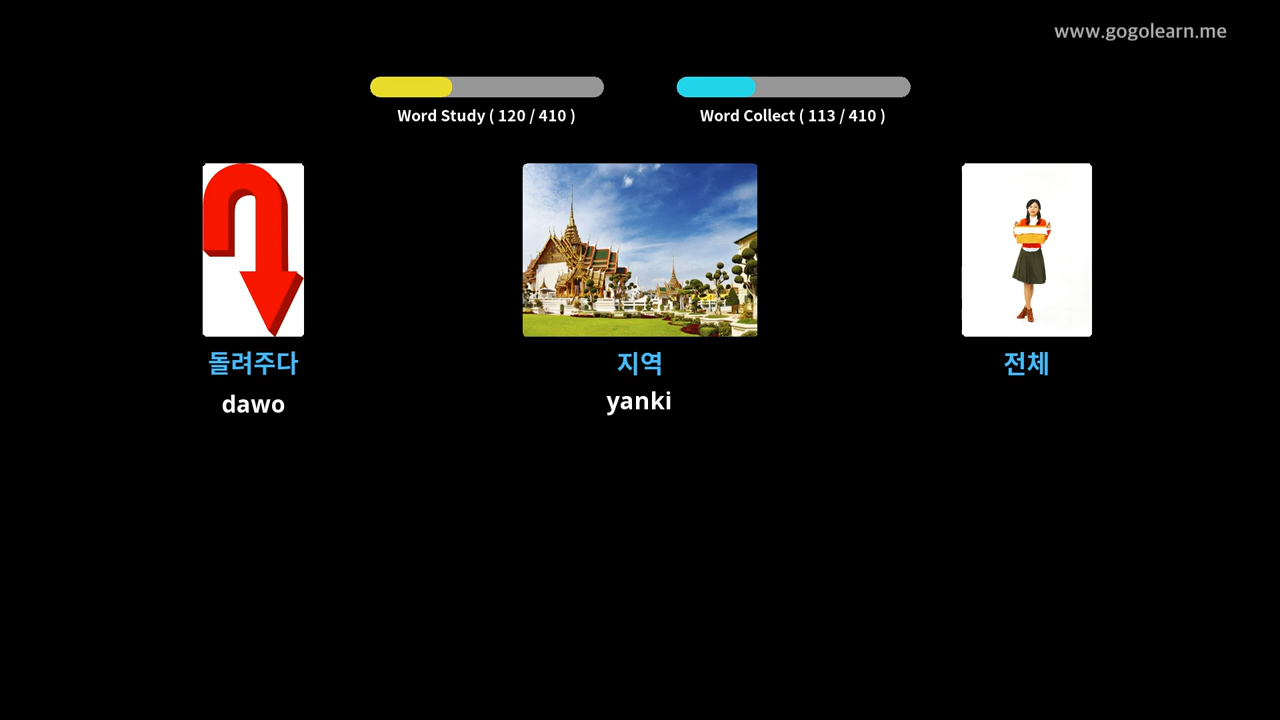 www.gogolearn.me
Word Study ( 120 / 410 )
Word Collect ( 113 / 410 )
돌려주다
지역
전체
dawo
yanki